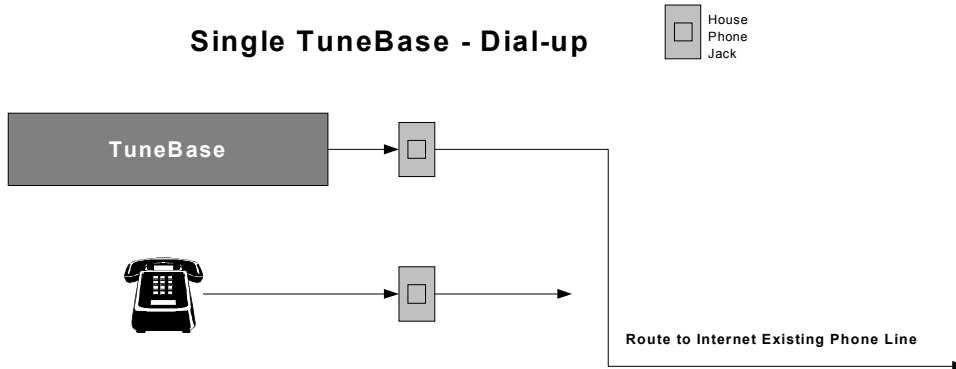 Single TuneBase - Dial-up
House
Phone
Jack
TuneBase
Route to Internet Existing Phone Line